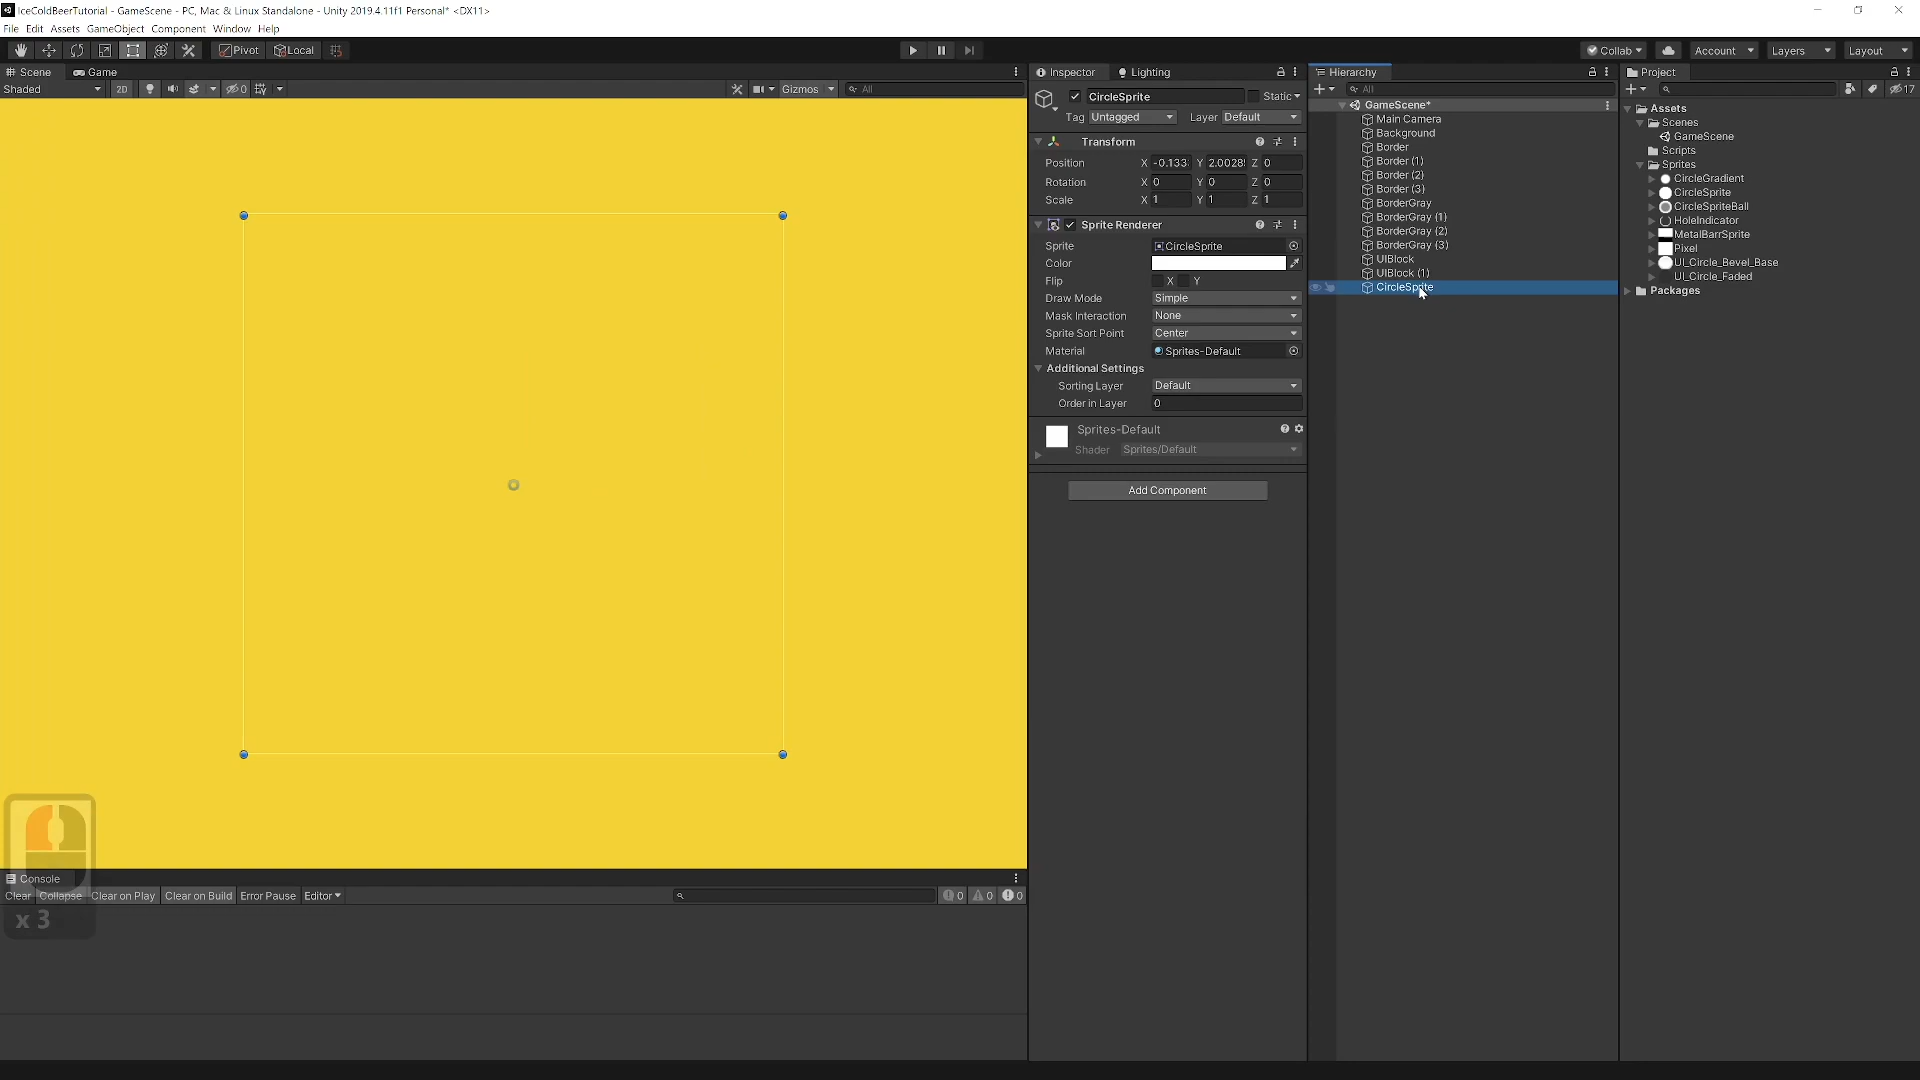 IceColdBeerTutorial - GameScene - PC, Mac & Linux Standalone - Unity 2019.4.11f1 Personal* <DX11>
File Edit Assets GameObject Component Window Help
Pivot Local Collab Account Layers Layout
Scene Game
Shaded 2D 0 Gizmos All
Inspector Lighting
CircleSprite Static
Tag Untagged Layer Default
Transform
Position X -0.133 Y 2.0028 Z 0
Rotation X 0 Y 0 Z 0
Scale X 1 Y 1 Z 1
Sprite Renderer
Sprite CircleSprite
Color
Flip X Y
Draw Mode Simple
Mask Interaction None
Sprite Sort Point Center
Material Sprites-Default
Additional Settings
Sorting Layer Default
Order in Layer 0
Sprites-Default
Shader Sprites/Default
Add Component
Hierarchy
All
GameScene*
Main Camera
Background
Border
Border (1)
Border (2)
Border (3)
BorderGray
BorderGray (1)
BorderGray (2)
BorderGray (3)
UIBlock
UIBlock (1)
CircleSprite
Project
17
Assets
Scenes
GameScene
Scripts
Sprites
CircleGradient
CircleSprite
CircleSpriteBall
HoleIndicator
MetalBarrSprite
Pixel
UI_Circle_Bevel_Base
UI_Circle_Faded
Packages
Console
Clear Collapse Clear on Play Clear on Build Error Pause Editor 0 0 0
x 3